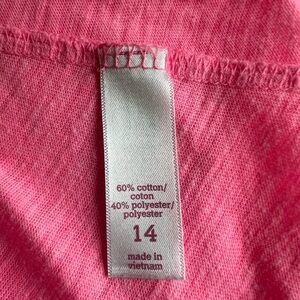 60% cotton/
coton
40% polyester/
polyester
14
made in
vietnam